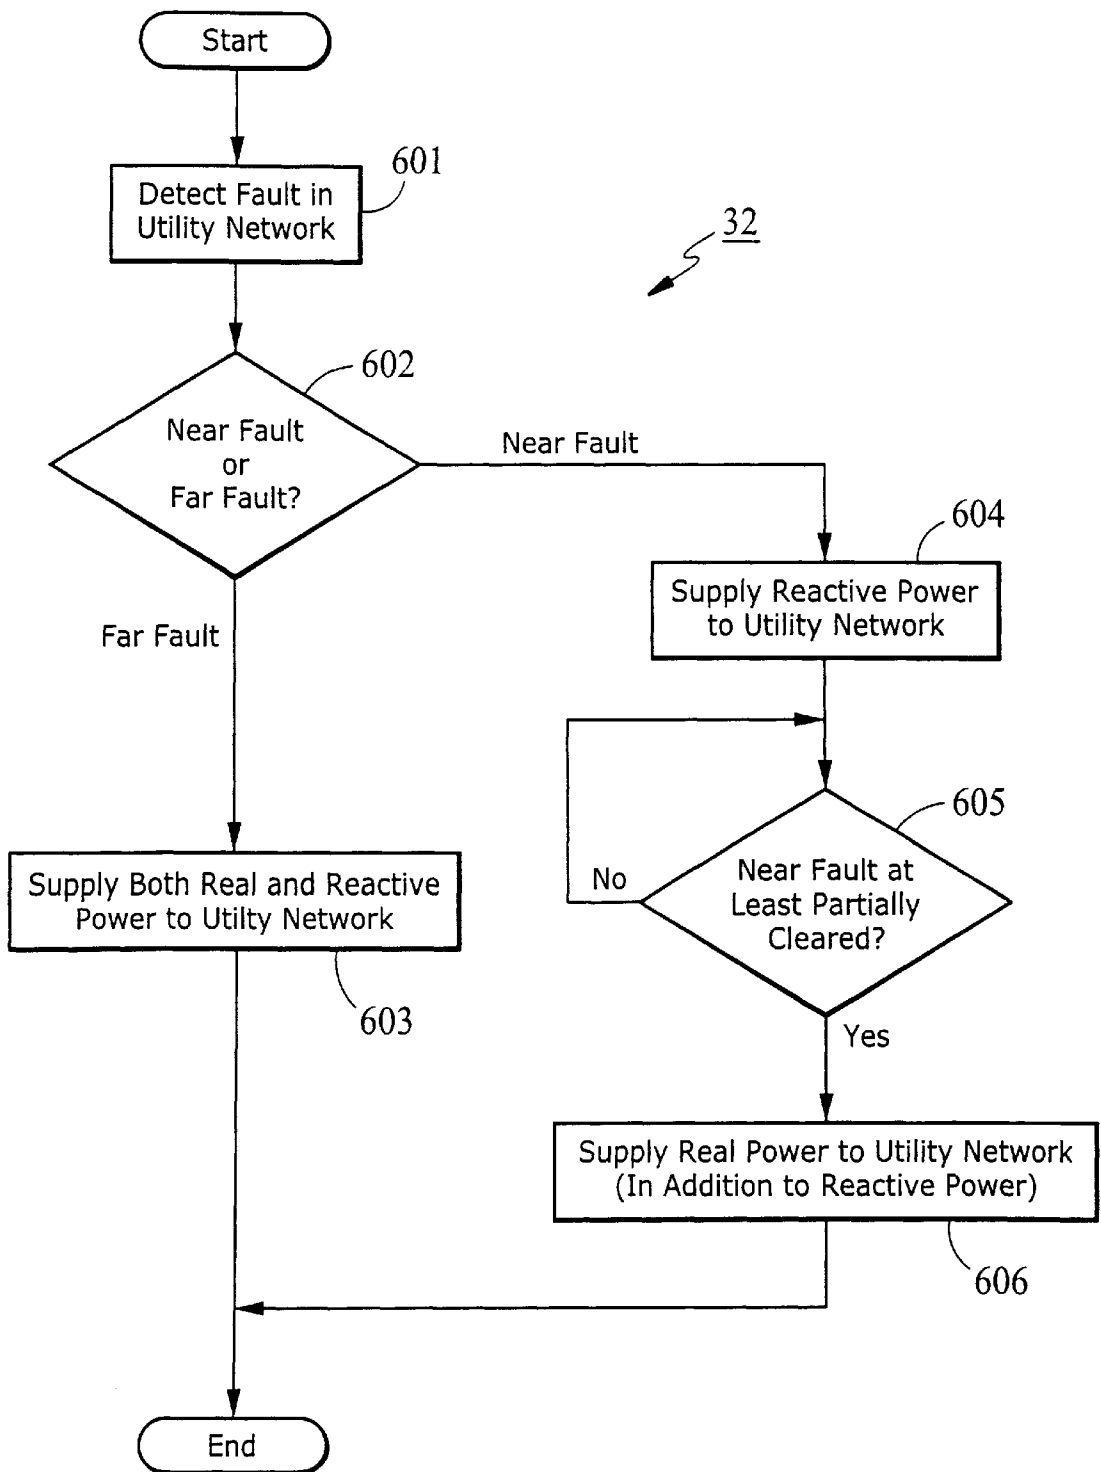 Start
601
Detect Fault in
Utility Network
32
602
Near Fault
or
Far Fault?
Near Fault
604
Supply Reactive Power
to Utility Network
Far Fault
605
Near Fault at
Least Partially
Cleared?
No
Supply Both Real and Reactive
Power to Utilty Network
603
Yes
Supply Real Power to Utility Network
(In Addition to Reactive Power)
606
End